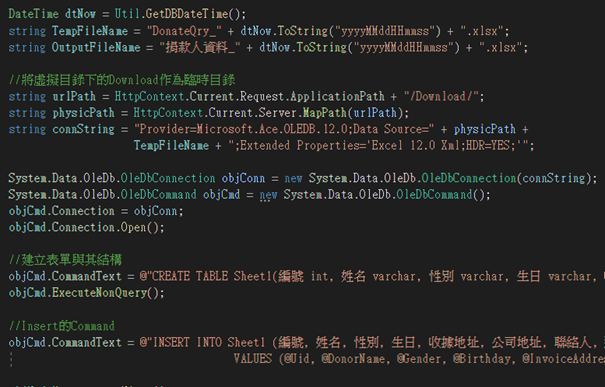 DateTime dtNow = Util.GetDBDateTime();
string TempFileName = "DonateQry_" + dtNow.ToString("yyyyMMddHHmmss") + ".xlsx";
string OutputFileName = "捐款人資料_" + dtNow.ToString("yyyyMMddHHmmss") + ".xlsx";
//將虛擬目錄下的Download作為臨時目錄
string urlPath = HttpContext.Current.Request.ApplicationPath + "/Download/";
string physicPath = HttpContext.Current.Server.MapPath(urlPath);
string connString = "Provider=Microsoft.Ace.OLEDB.12.0;Data Source=" + physicPath +
TempFileName + ";Extended Properties='Excel 12.0 Xml;HDR=YES;'";
System.Data.OleDb.OleDbConnection objConn = new System.Data.OleDb.OleDbConnection(connString);
System.Data.OleDb.OleDbCommand objCmd = new System.Data.OleDb.OleDbCommand();
objCmd.Connection = objConn;
objCmd.Connection.Open();
//建立表單與其結構
objCmd.CommandText = @"CREATE TABLE Sheet1(編號 int, 姓名 varchar, 性別 varchar, 生日 varchar,
objCmd.ExecuteNonQuery();
//Insert的Command
objCmd.CommandText = @"INSERT INTO Sheet1 (編號, 姓名, 性別, 生日, 收據地址, 公司地址, 聯絡人,
VALUES (@Uid, @DonorName, @Gender, @Birthday, @InvoiceAddre